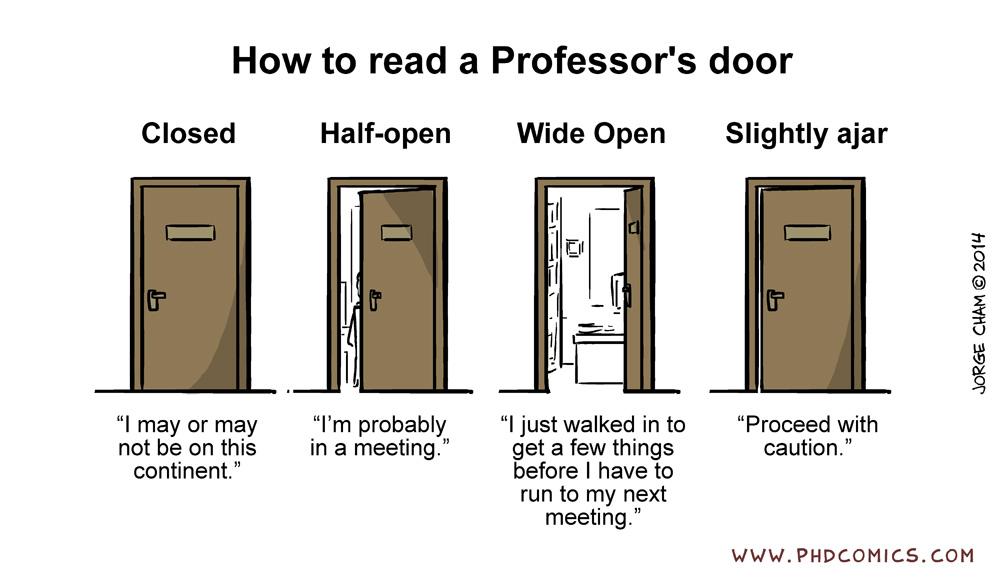 How to read a Professor's door
Closed
Half-open
Wide Open
Slightly ajar
“I may or may
not be on this
continent.”
“I’m probably
in a meeting.”
“I just walked in to
get a few things
before I have to
run to my next
meeting.”
“Proceed with
caution.”
JORGE CHAM © 2014
WWW.PHDCOMICS.COM